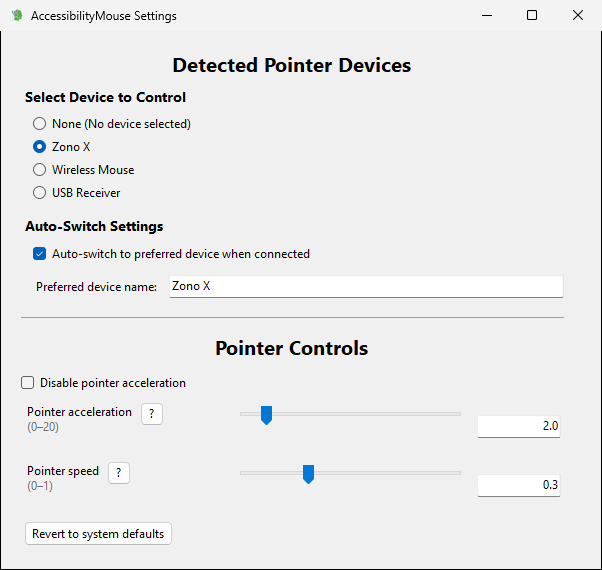 AccessibilityMouse Settings
Detected Pointer Devices
Select Device to Control
None (No device selected)
Zono X
Wireless Mouse
USB Receiver
Auto-Switch Settings
Auto-switch to preferred device when connected
Preferred device name: Zono X
Pointer Controls
Disable pointer acceleration
Pointer acceleration ?
(0–20)
2.0
Pointer speed ?
(0–1)
0.3
Revert to system defaults